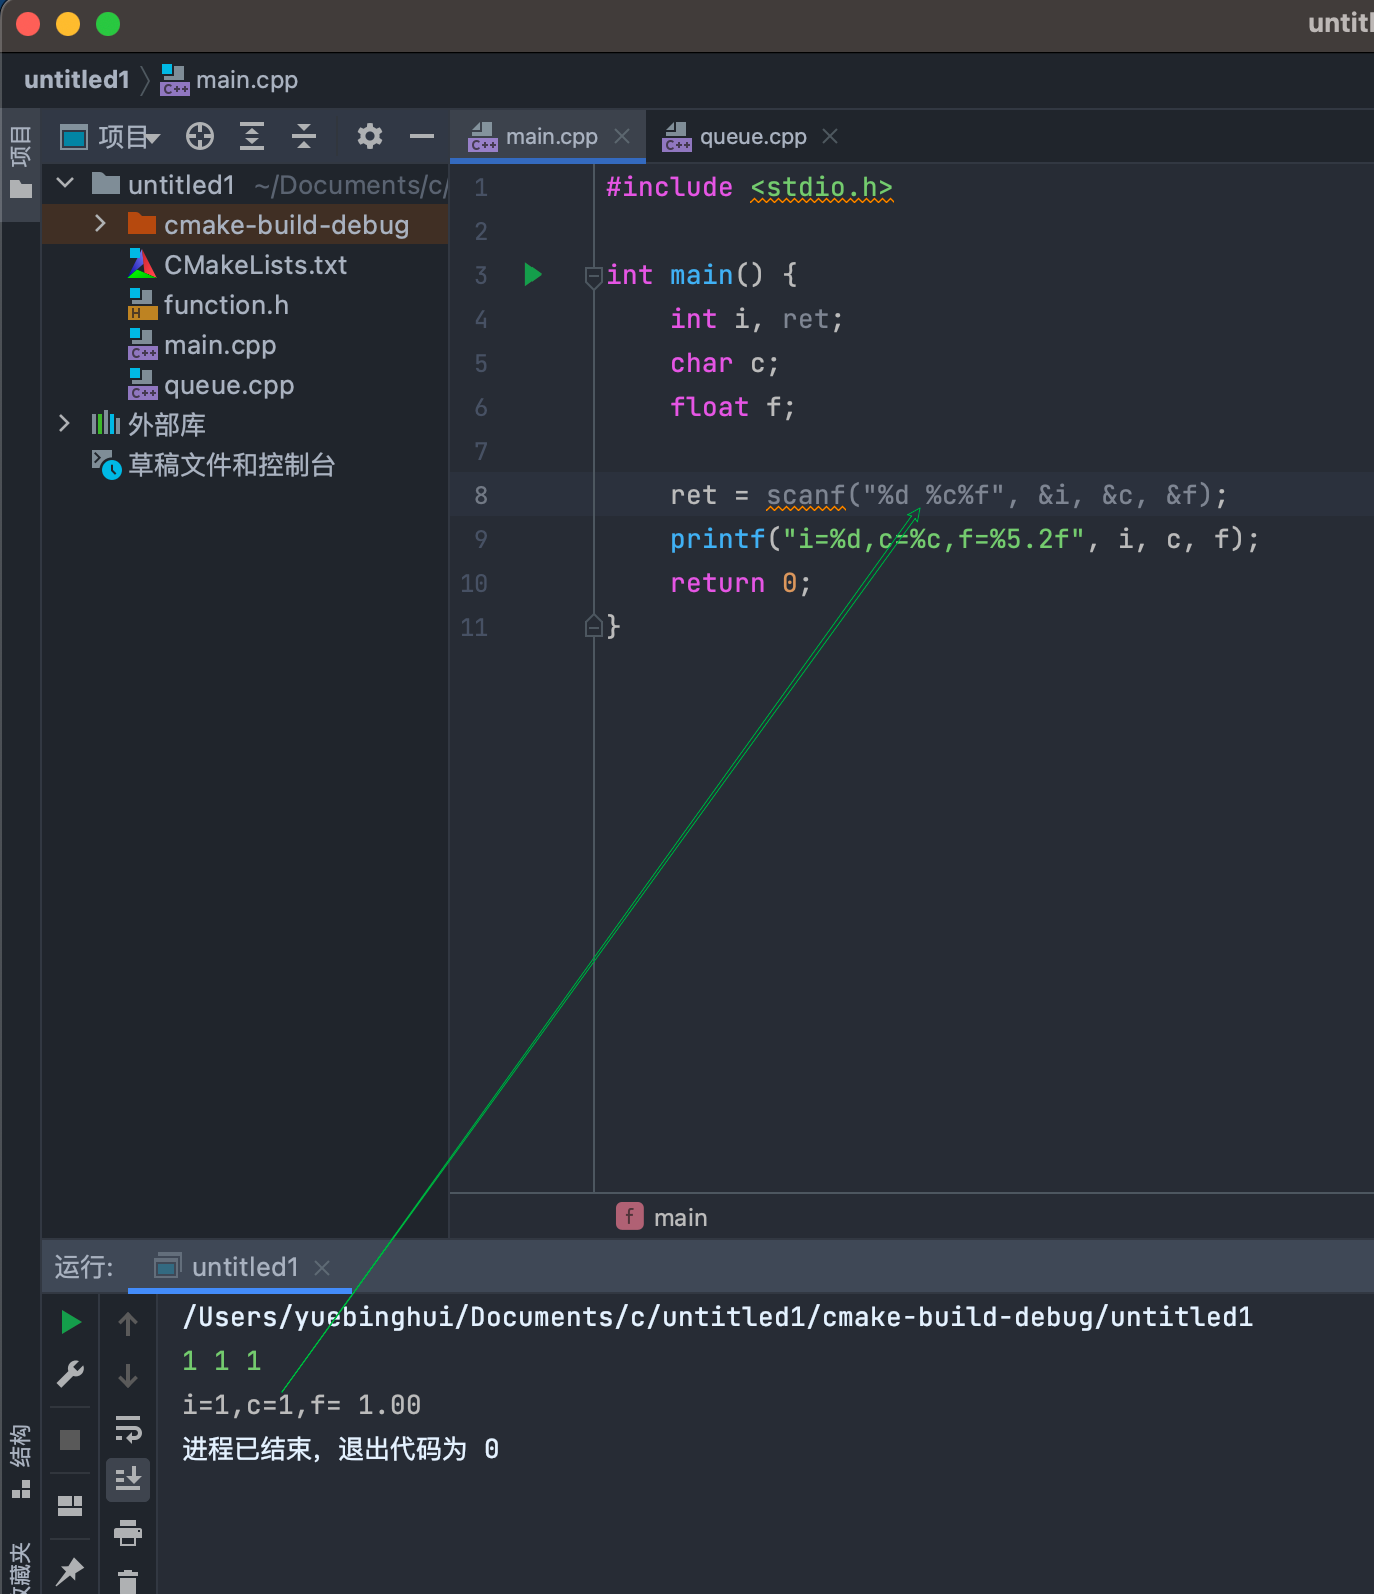 untitl
untitled1 main.cpp
项目
项目
main.cpp
queue.cpp
untitled1 ~/Documents/c/
cmake-build-debug
CMakeLists.txt
function.h
main.cpp
queue.cpp
外部库
草稿文件和控制台
1 #include <stdio.h>
2
3 int main() {
4 int i, ret;
5 char c;
6 float f;
7
8 ret = scanf("%d %c%f", &i, &c, &f);
9 printf("i=%d,c=%c,f=%5.2f", i, c, f);
10 return 0;
11 }
f main
运行: untitled1
/Users/yuebinghui/Documents/c/untitled1/cmake-build-debug/untitled1
1 1 1
i=1,c=1,f= 1.00
进程已结束，退出代码为 0
结构
藏夹